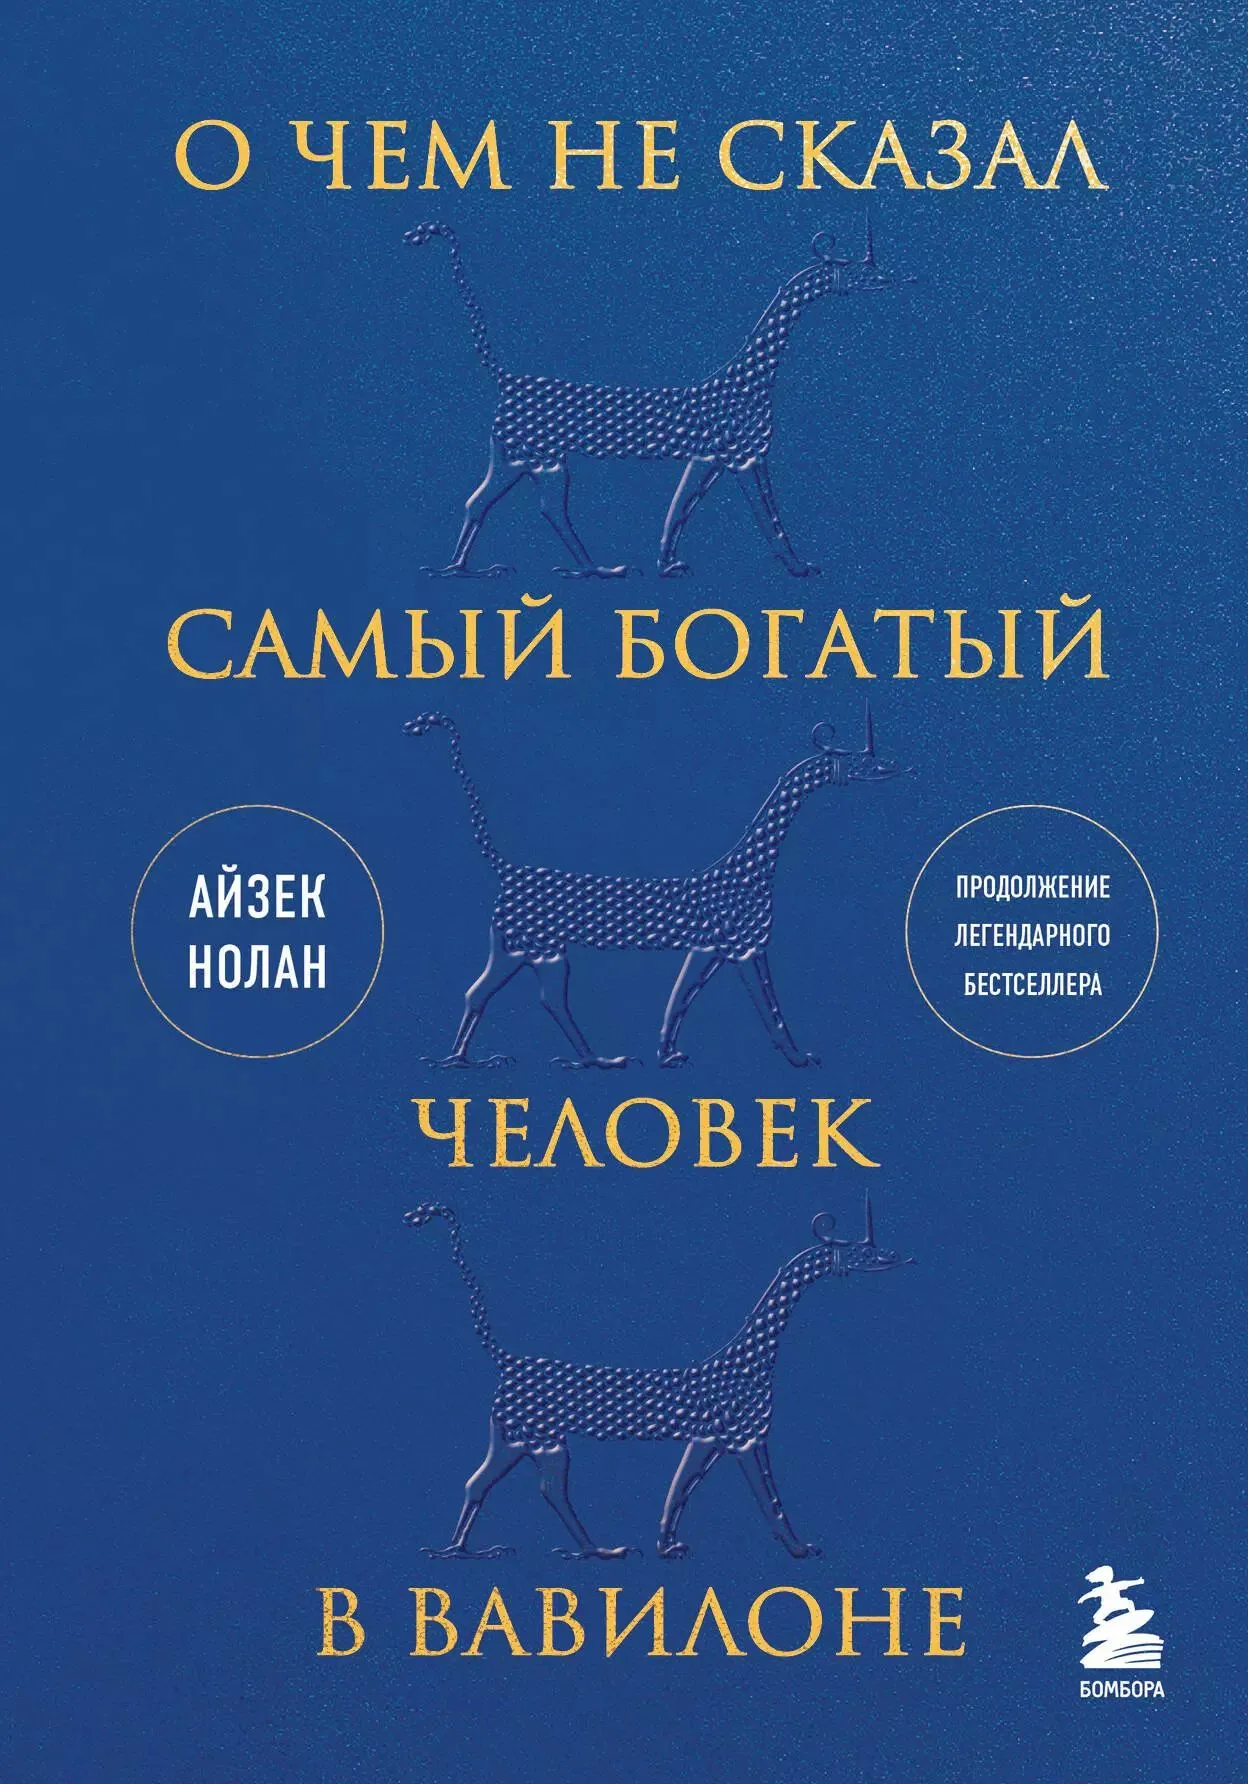 О ЧЕМ НЕ СКАЗАЛ
САМЫЙ БОГАТЫЙ
АЙЗЕК
НОЛАН
ПРОДОЛЖЕНИЕ
ЛЕГЕНДАРНОГО
БЕСТСЕЛЛЕРА
ЧЕЛОВЕК
В ВАВИЛОНЕ
БОМБОРА